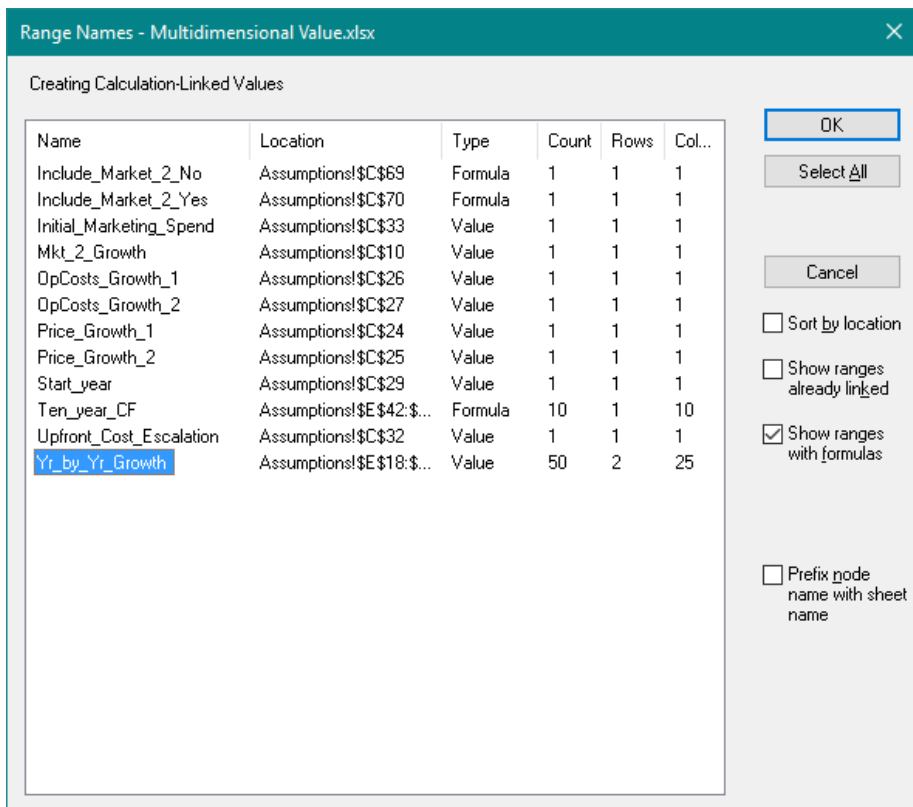 Range Names - Multidimensional Value.xlsx
Creating Calculation-Linked Values
Name Location Type Count Rows Col...
Include_Market_2_No Assumptions!$C$69 Formula 1 1 1
Include_Market_2_Yes Assumptions!$C$70 Formula 1 1 1
Initial_Marketing_Spend Assumptions!$C$33 Value 1 1 1
Mkt_2_Growth Assumptions!$C$10 Value 1 1 1
OpCosts_Growth_1 Assumptions!$C$26 Value 1 1 1
OpCosts_Growth_2 Assumptions!$C$27 Value 1 1 1
Price_Growth_1 Assumptions!$C$24 Value 1 1 1
Price_Growth_2 Assumptions!$C$25 Value 1 1 1
Start_year Assumptions!$C$29 Value 1 1 1
Ten_year_CF Assumptions!$E$42:$... Formula 10 1 10
Upfront_Cost_Escalation Assumptions!$C$32 Value 1 1 1
Yr_by_Yr_Growth Assumptions!$E$18:$... Value 50 2 25
OK
Select All
Cancel
Sort by location
Show ranges
already linked
Show ranges
with formulas
Prefix node
name with sheet
name